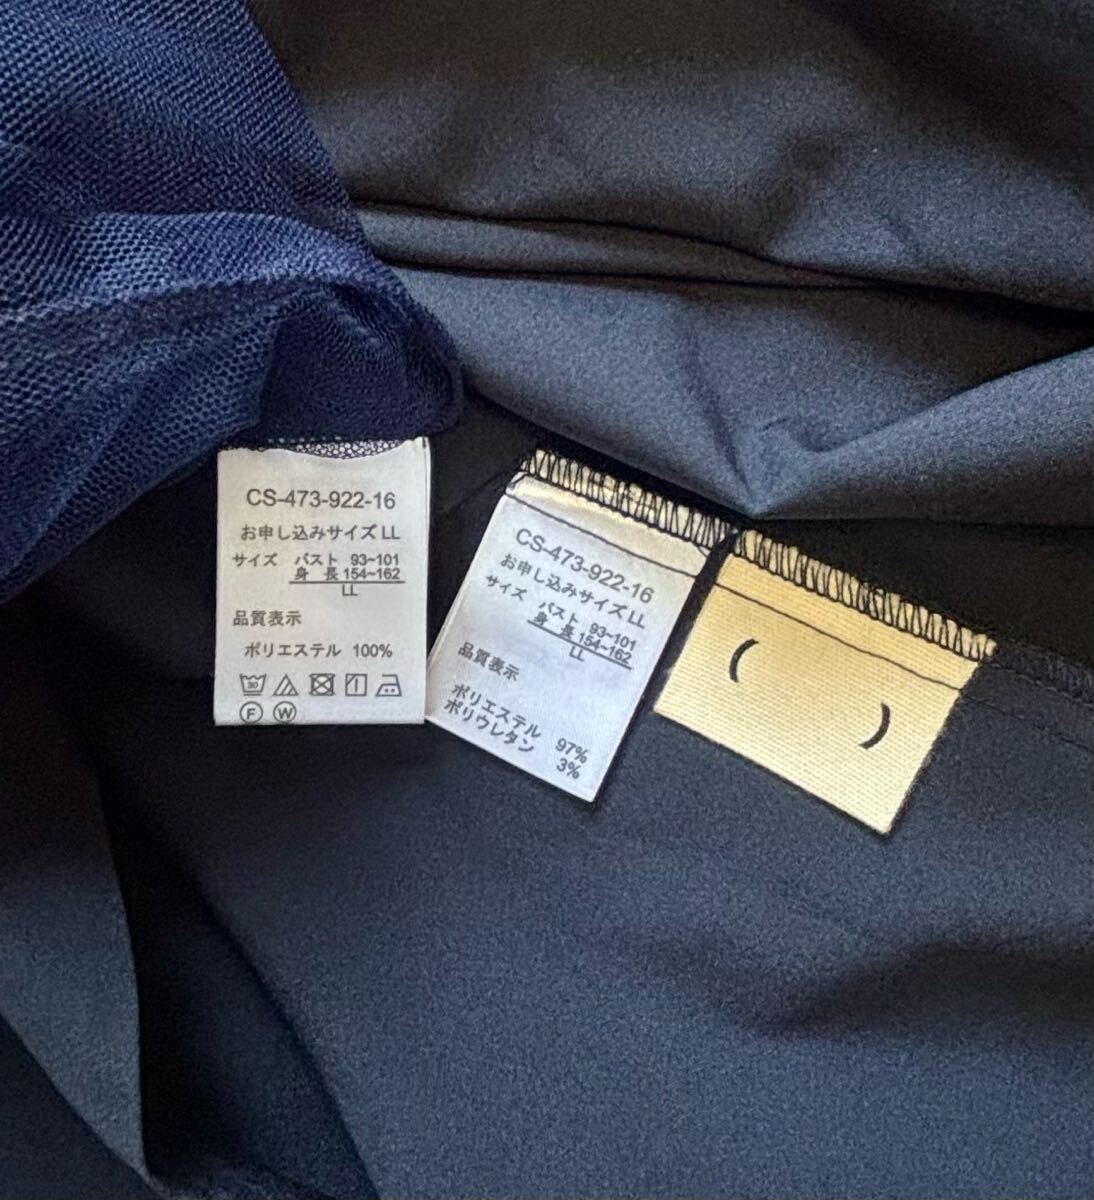 CS-473-922-16
お申し込みサイズ LL
サイズ バスト 93~101
身 長 154~162
LL
品質表示
ポリエステル 100%
30
F W
CS-473-922-16
お申し込みサイズ LL
サイズ バスト 93~101
身 長 154~162
LL
品質表示
ポリエステル 97%
ポリウレタン 3%
( )